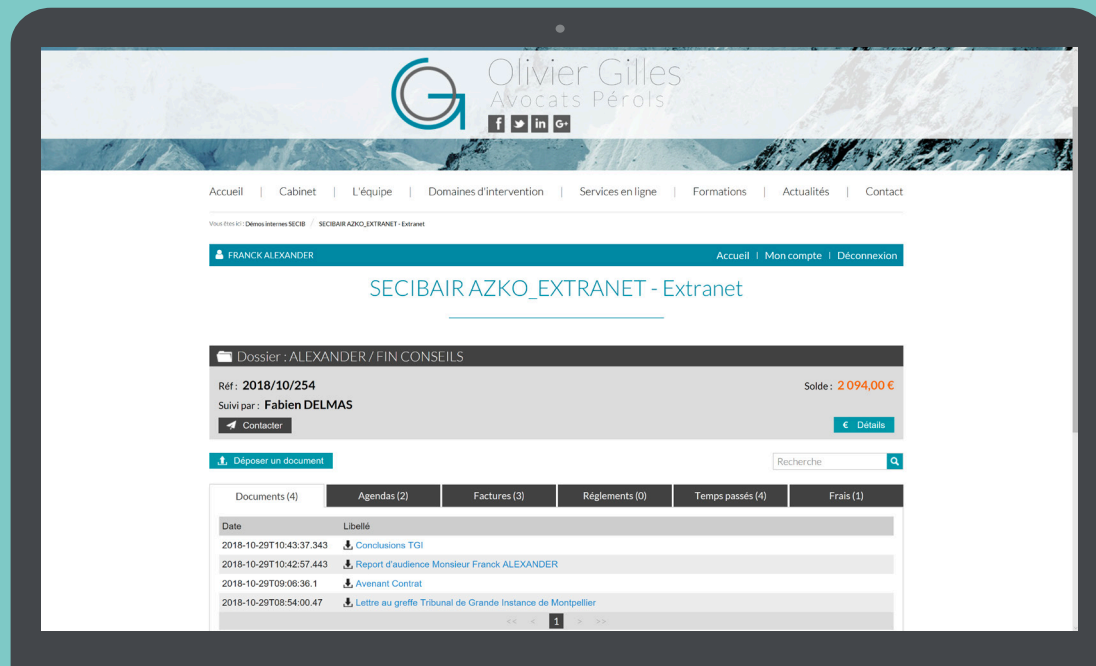 Olivier Gilles
Avocats Pérols
Accueil | Cabinet | L'équipe | Domaines d'intervention | Services en ligne | Formations | Actualités | Contact
Vous êtes ici : Démos internes SECIB / SECIBAIR AZKO_EXTRANET - Extranet
FRANCK ALEXANDER Accueil | Mon compte | Déconnexion
SECIBAIR AZKO_EXTRANET - Extranet
Dossier : ALEXANDER / FIN CONSEILS
Réf : 2018/10/254 Solde : 2 094,00 €
Suivi par : Fabien DELMAS
Contacter € Détails
Déposer un document Recherche
Documents (4) Agendas (2) Factures (3) Réglements (0) Temps passés (4) Frais (1)
Date Libellé
2018-10-29T10:43:37.343 Conclusions TGI
2018-10-29T10:42:57.443 Report d'audience Monsieur Franck ALEXANDER
2018-10-29T09:06:36.1 Avenant Contrat
2018-10-29T08:54:00.47 Lettre au greffe Tribunal de Grande Instance de Montpellier
<< < 1 > >>